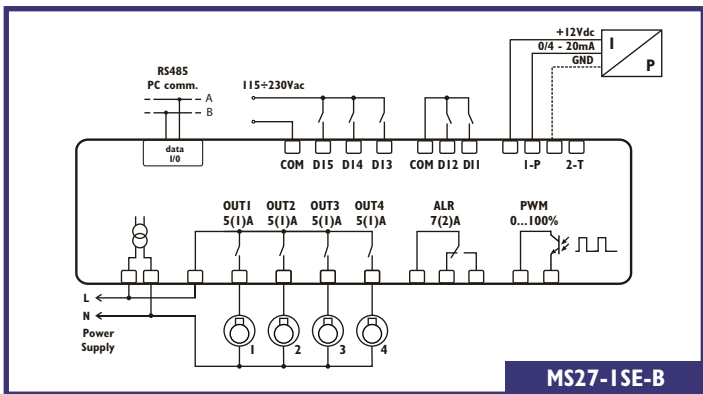 +12Vdc
0/4 - 20mA
GND
I
P
RS485
PC comm.
A
B
115÷230Vac
data
I/0
COM DI5 DI4 DI3 COM DI2 DI1 1-P 2-T
OUT1 OUT2 OUT3 OUT4 ALR PWM
5(1)A 5(1)A 5(1)A 5(1)A 7(2)A 0...100%
L
N
Power
Supply
1 2 3 4
MS27-1SE-B